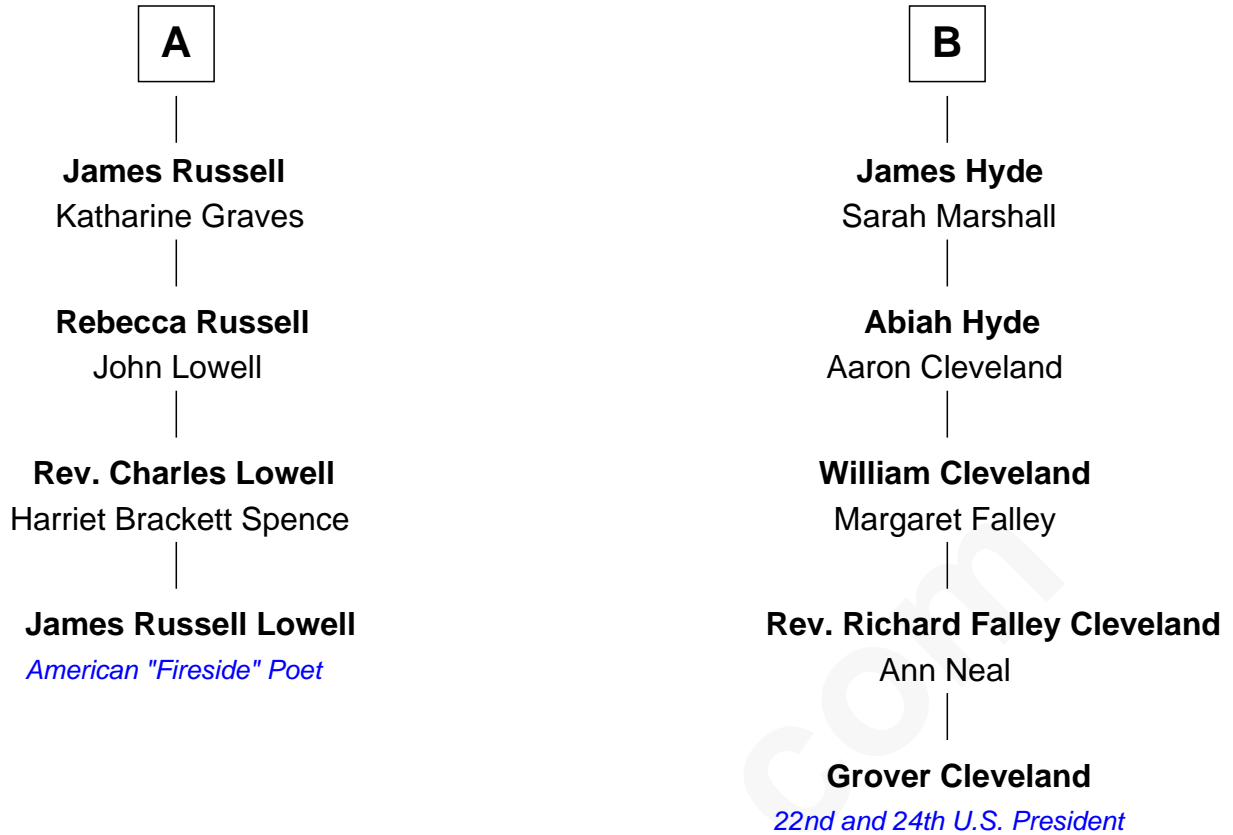 A
James Russell
Katharine Graves
Rebecca Russell
John Lowell
Rev. Charles Lowell
Harriet Brackett Spence
James Russell Lowell
American "Fireside" Poet
B
James Hyde
Sarah Marshall
Abiah Hyde
Aaron Cleveland
William Cleveland
Margaret Falley
Rev. Richard Falley Cleveland
Ann Neal
Grover Cleveland
22nd and 24th U.S. President
com